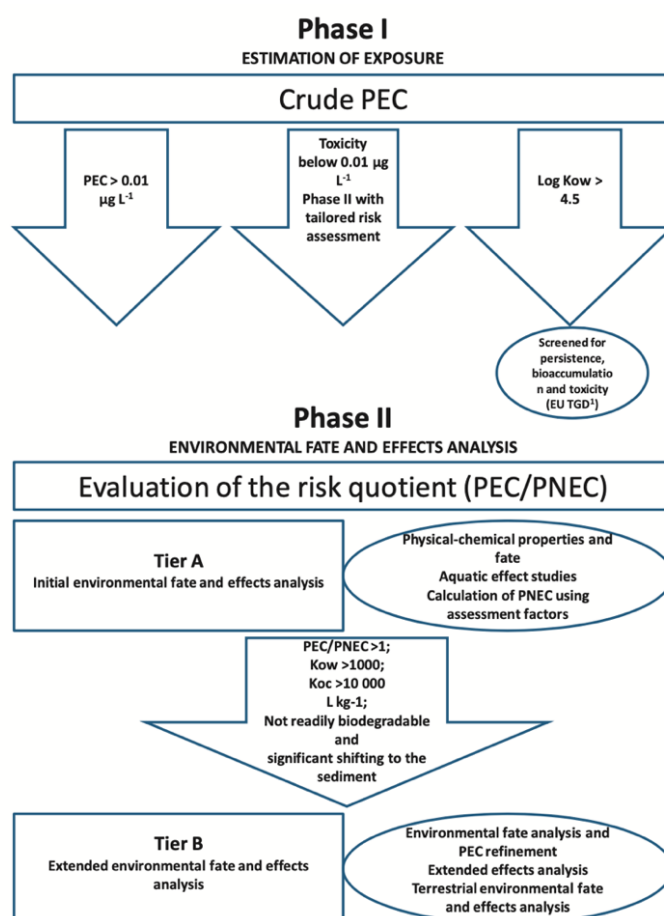 Phase I
ESTIMATION OF EXPOSURE
Crude PEC
PEC > 0.01
µg L-1
Toxicity
below 0.01 µg
L-1
Phase II with
tailored risk
assessment
Log Kow >
4.5
Screened for
persistence,
bioaccumulatio
n and toxicity
(EU TGD1)
Phase II
ENVIRONMENTAL FATE AND EFFECTS ANALYSIS
Evaluation of the risk quotient (PEC/PNEC)
Tier A
Initial environmental fate and effects analysis
Physical-chemical properties and
fate
Aquatic effect studies
Calculation of PNEC using
assessment factors
PEC/PNEC >1;
Kow >1000;
Koc >10 000
L kg-1;
Not readily biodegradable
and
significant shifting to the
sediment
Tier B
Extended environmental fate and effects
analysis
Environmental fate analysis and
PEC refinement
Extended effects analysis
Terrestrial environmental fate
and effects analysis